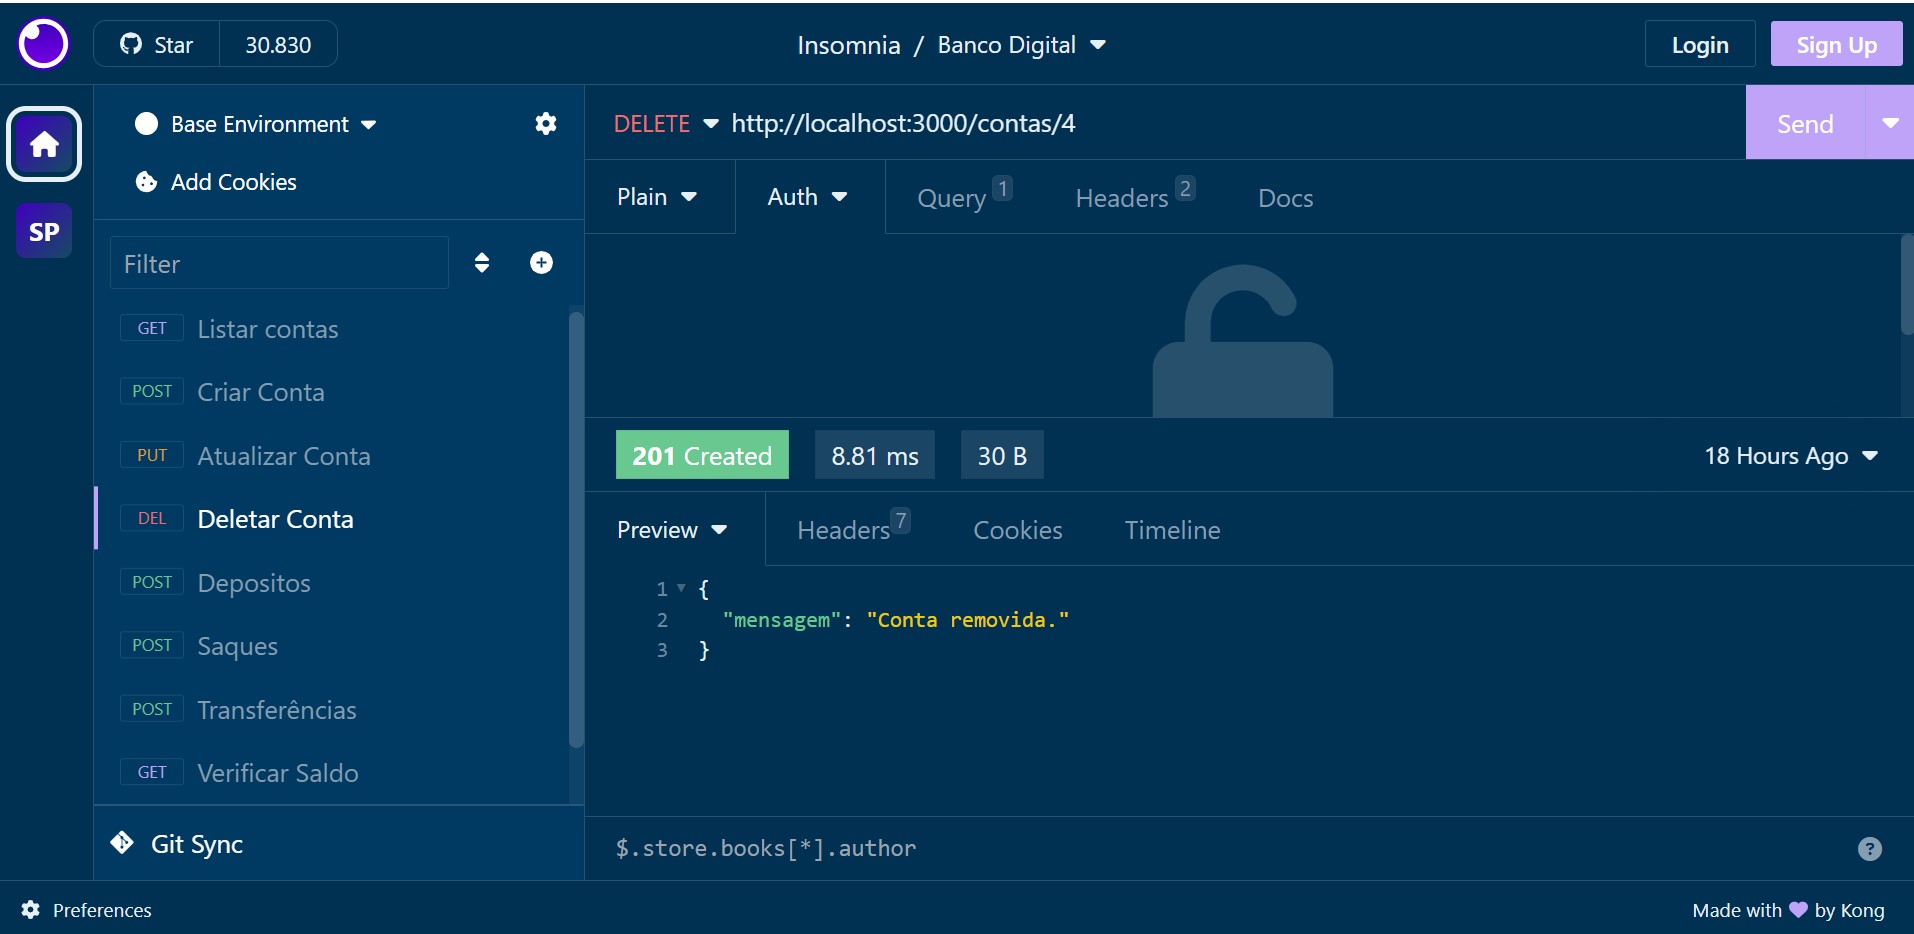 Star 30.830 Insomnia / Banco Digital Login Sign Up
SP
Base Environment
Add Cookies
Filter
GET Listar contas
POST Criar Conta
PUT Atualizar Conta
DEL Deletar Conta
POST Depositos
POST Saques
POST Transferências
GET Verificar Saldo
Git Sync
DELETE http://localhost:3000/contas/4 Send
Plain Auth Query 1 Headers 2 Docs
201 Created 8.81 ms 30 B 18 Hours Ago
Preview Headers 7 Cookies Timeline
1 {
2 "mensagem": "Conta removida."
3 }
$.store.books[*].author ?
Preferences Made with 💜 by Kong